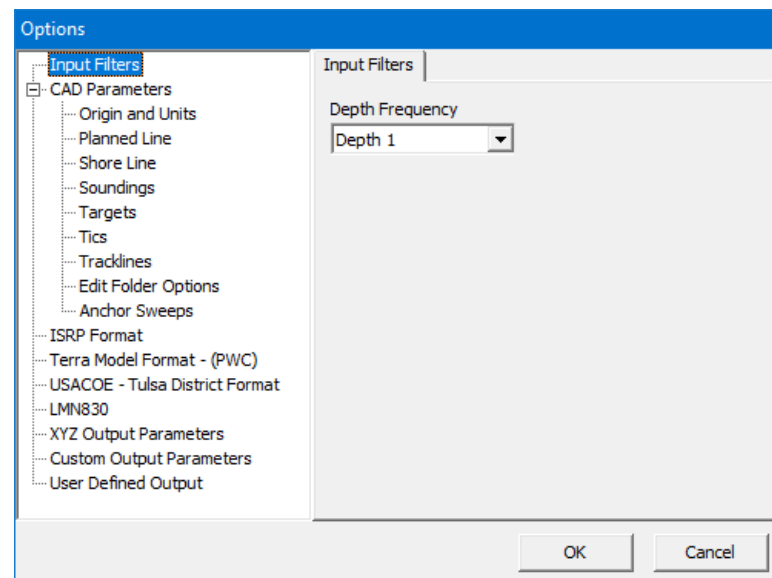 Options
Input Filters
CAD Parameters
Origin and Units
Planned Line
Shore Line
Soundings
Targets
Tics
Tracklines
Edit Folder Options
Anchor Sweeps
ISRP Format
Terra Model Format - (PWC)
USACOE - Tulsa District Format
LMN830
XYZ Output Parameters
Custom Output Parameters
User Defined Output
Input Filters
Depth Frequency
Depth 1
OK
Cancel